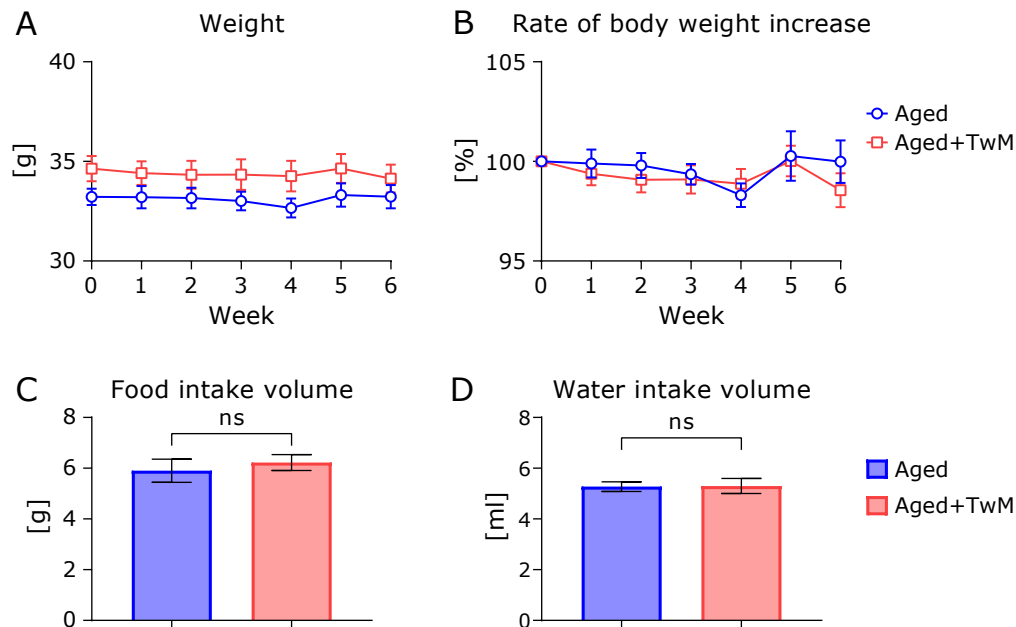 A Weight
40
35
30
[g]
0 1 2 3 4 5 6
Week
B Rate of body weight increase
100
95
[%]
0 1 2 3 4 5 6
Week
Aged
Aged+TwM
C Food intake volume
8
6
4
2
0
[g]
ns
D Water intake volume
8
6
4
2
0
[ml]
ns
Aged
Aged+TwM
105